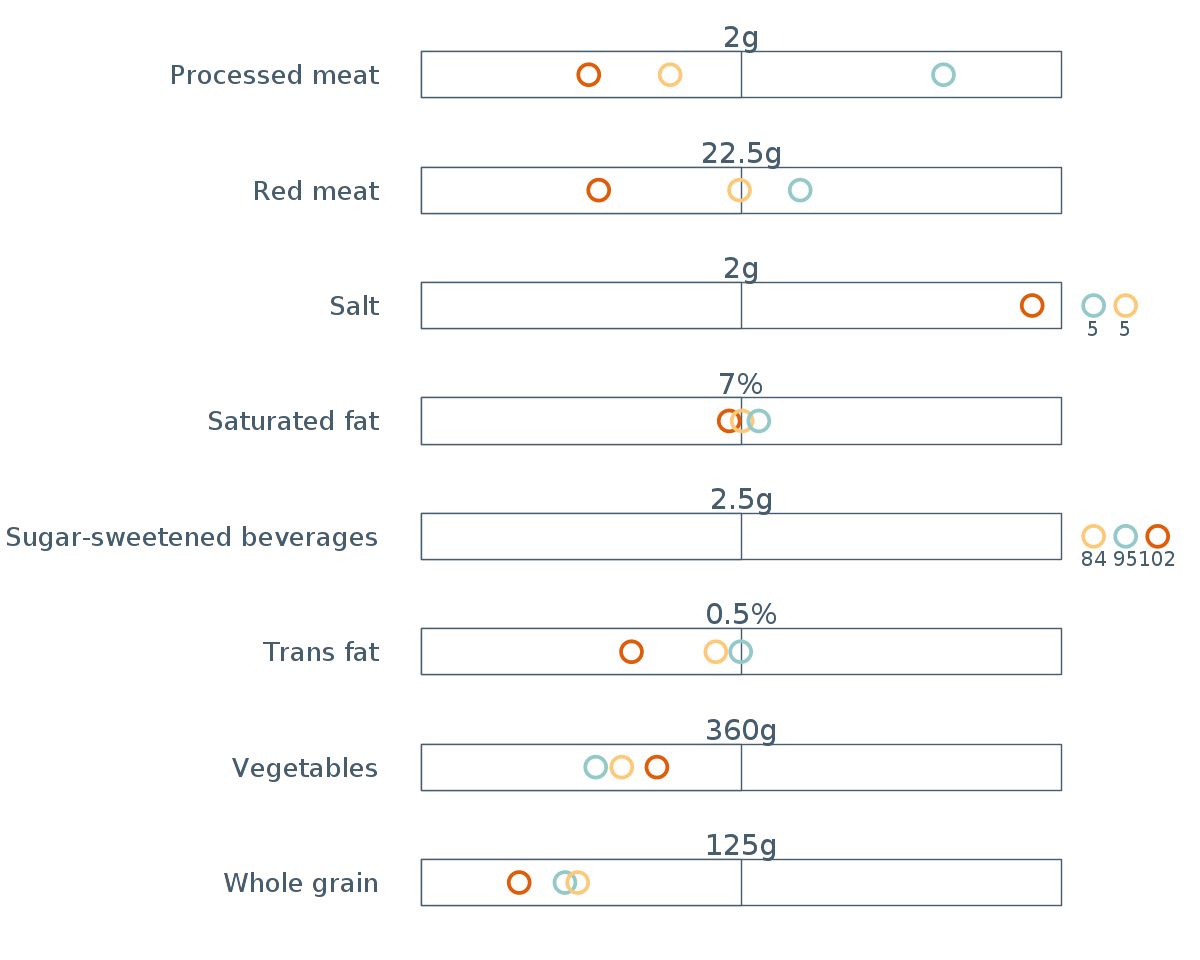 2g
Processed meat
22.5g
Red meat
2g
Salt
5 5
7%
Saturated fat
2.5g
Sugar-sweetened beverages
84 95 102
0.5%
Trans fat
360g
Vegetables
125g
Whole grain